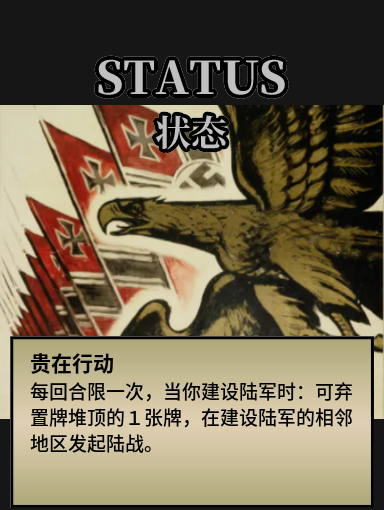 STATUS
状态
贵在行动
每回合限一次，当你建设陆军时：可弃
置牌堆顶的１张牌，在建设陆军的相邻
地区发起陆战。